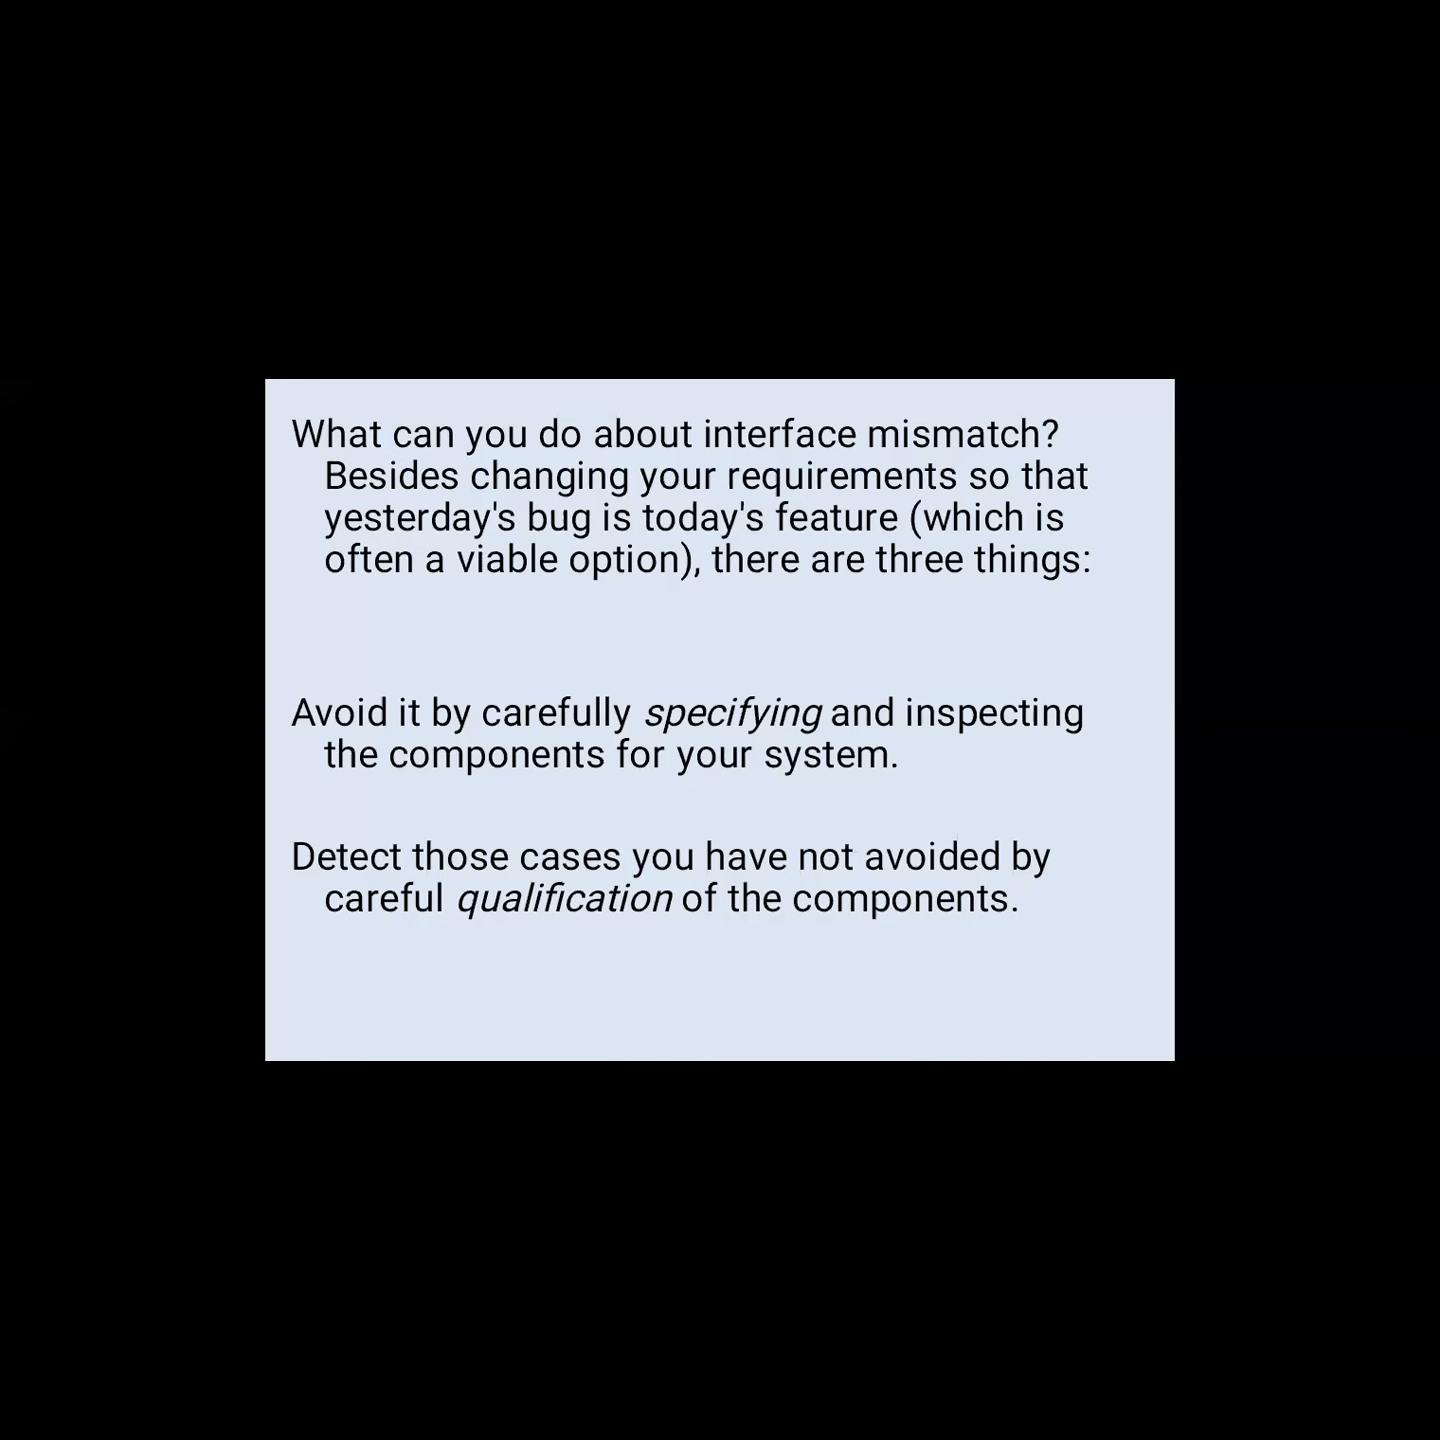 What can you do about interface mismatch?
Besides changing your requirements so that
yesterday's bug is today's feature (which is
often a viable option), there are three things:
Avoid it by carefully specifying and inspecting
the components for your system.
Detect those cases you have not avoided by
careful qualification of the components.